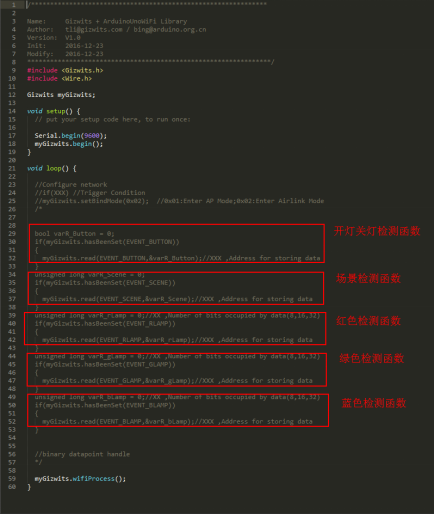 1 /************************************************************
2
3 Name: Gizwits + ArduinoUnoWiFi Library
4 Author: tli@gizwits.com / bing@arduino.org.cn
5 Version: V1.0
6 Init: 2016-12-23
7 Modify: 2016-12-23
8 ************************************************************/
9 #include <Gizwits.h>
10 #include <Wire.h>
11
12 Gizwits myGizwits;
13
14 void setup() {
15 // put your setup code here, to run once:
16
17 Serial.begin(9600);
18 myGizwits.begin();
19 }
20
21 void loop() {
22
23 //Configure network
24 //if(XXX) //Trigger Condition
25 //myGizwits.setBindMode(0x02); //0x01:Enter AP Mode;0x02:Enter Airlink Mode
26 /*
27
28
29 bool varR_Button = 0; 开灯关灯检测函数
30 if(myGizwits.hasBeenSet(EVENT_BUTTON))
31 {
32 myGizwits.read(EVENT_BUTTON,&varR_Button);//XXX ,Address for storing data
33 }
34 unsigned long varR_Scene = 0;
35 if(myGizwits.hasBeenSet(EVENT_SCENE)) 场景检测函数
36 {
37 myGizwits.read(EVENT_SCENE,&varR_Scene);//XXX ,Address for storing data
38 }
39 unsigned long varR_rLamp = 0;//XX ,Number of bits occupied by data(8,16,32) 红色检测函数
40 if(myGizwits.hasBeenSet(EVENT_RLAMP))
41 {
42 myGizwits.read(EVENT_RLAMP,&varR_rLamp);//XXX ,Address for storing data
43 }
44 unsigned long varR_gLamp = 0;//XX ,Number of bits occupied by data(8,16,32) 绿色检测函数
45 if(myGizwits.hasBeenSet(EVENT_GLAMP))
46 {
47 myGizwits.read(EVENT_GLAMP,&varR_gLamp);//XXX ,Address for storing data
48 }
49 unsigned long varR_bLamp = 0;//XX ,Number of bits occupied by data(8,16,32) 蓝色检测函数
50 if(myGizwits.hasBeenSet(EVENT_BLAMP))
51 {
52 myGizwits.read(EVENT_BLAMP,&varR_bLamp);//XXX ,Address for storing data
53 }
54
55
56 //binary datapoint handle
57 */
58
59 myGizwits.wifiProcess();
60 }